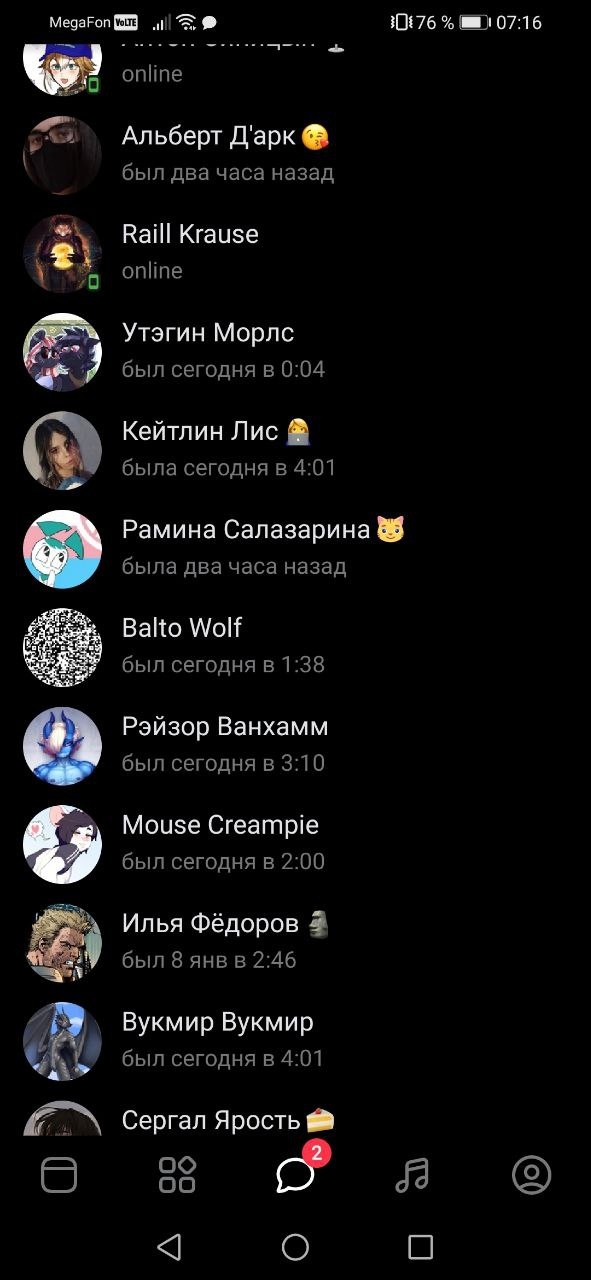 MegaFon VoLTE 76 % 07:16
online
Альберт Д'арк 😘
был два часа назад
Raill Krause
online
Утэгин Морлс
был сегодня в 0:04
Кейтлин Лис 👩‍💻
была сегодня в 4:01
Рамина Салазарина 🐱
была два часа назад
Balto Wolf
был сегодня в 1:38
Рэйзор Ванхамм
был сегодня в 3:10
Mouse Creampie
был сегодня в 2:00
Илья Фёдоров 🗿
был 8 янв в 2:46
Вукмир Вукмир
был сегодня в 4:01
Сергал Ярость 🍰
2